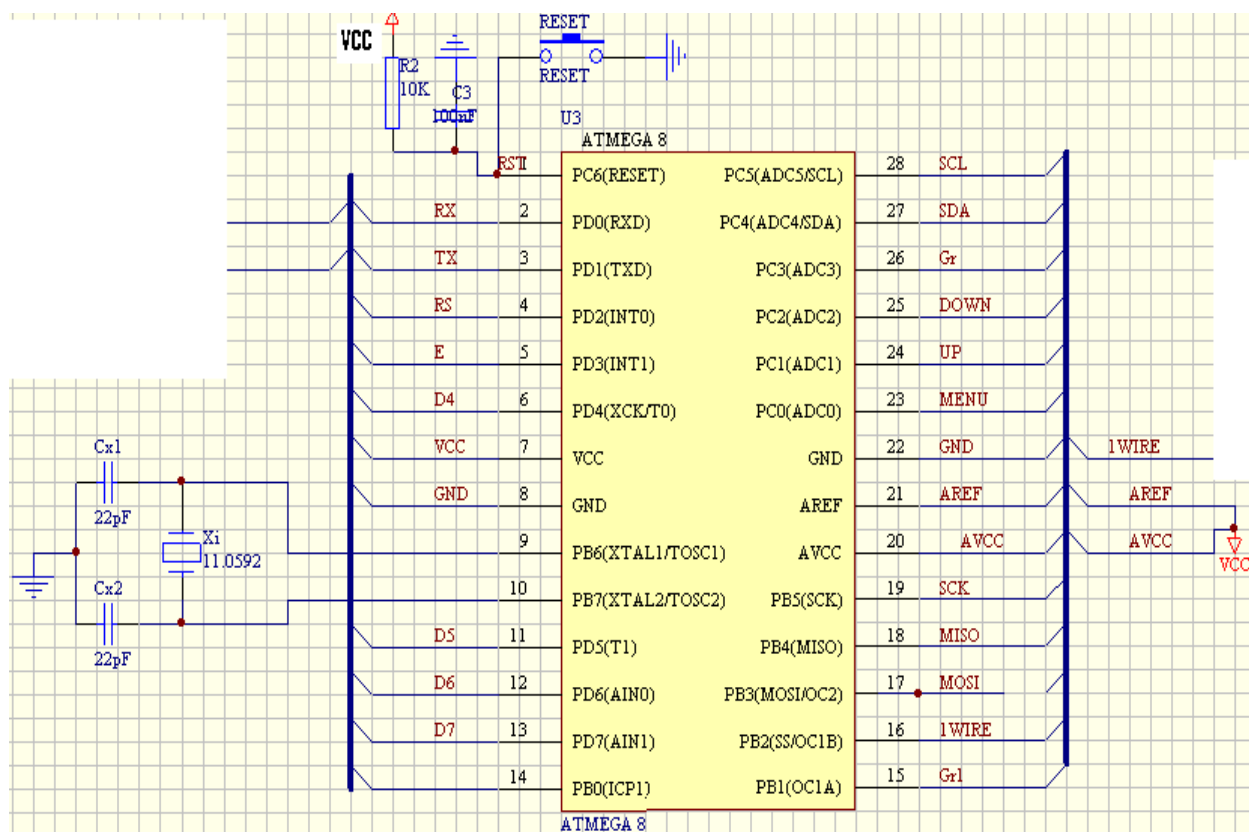 RESET
VCC
R2
10K
C3
100nF
RESET
U3
ATMEGA 8
RST 1 PC6(RESET) PC5(ADC5/SCL) 28 SCL
RX 2 PD0(RXD) PC4(ADC4/SDA) 27 SDA
TX 3 PD1(TXD) PC3(ADC3) 26 Gr
RS 4 PD2(INT0) PC2(ADC2) 25 DOWN
E 5 PD3(INT1) PC1(ADC1) 24 UP
D4 6 PD4(XCK/T0) PC0(ADC0) 23 MENU
VCC 7 VCC GND 22 GND 1WIRE
GND 8 GND AREF 21 AREF AREF
9 PB6(XTAL1/TOSC1) AVCC 20 AVCC AVCC
VCC
10 PB7(XTAL2/TOSC2) PB5(SCK) 19 SCK
D5 11 PD5(T1) PB4(MISO) 18 MISO
D6 12 PD6(AIN0) PB3(MOSI/OC2) 17 MOSI
D7 13 PD7(AIN1) PB2(SS/OC1B) 16 1WIRE
14 PB0(ICP1) PB1(OC1A) 15 Gr1
ATMEGA 8
Cx1
22pF
Xi
11.0592
Cx2
22pF